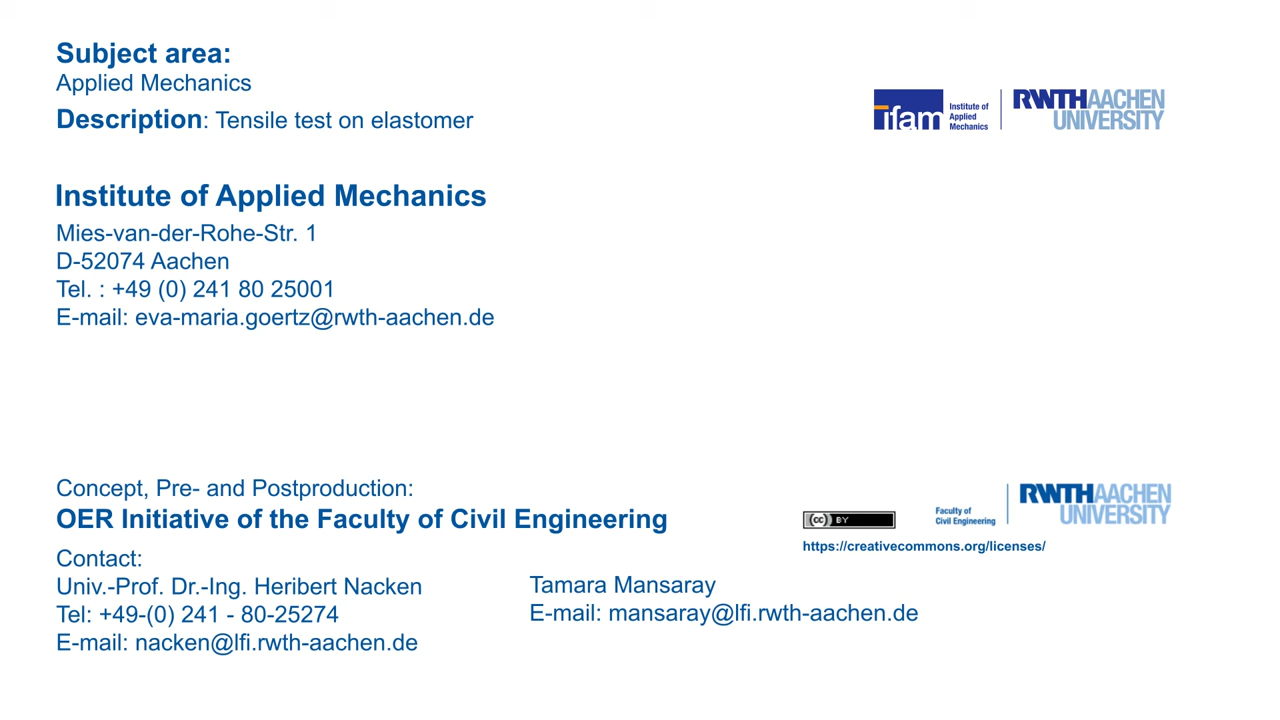 Subject area:
Applied Mechanics
Description: Tensile test on elastomer
ifam
Institute of
Applied
Mechanics
RWTHAACHEN
UNIVERSITY
Institute of Applied Mechanics
Mies-van-der-Rohe-Str. 1
D-52074 Aachen
Tel. : +49 (0) 241 80 25001
E-mail: eva-maria.goertz@rwth-aachen.de
Concept, Pre- and Postproduction:
OER Initiative of the Faculty of Civil Engineering
Contact:
Univ.-Prof. Dr.-Ing. Heribert Nacken
Tel: +49-(0) 241 - 80-25274
E-mail: nacken@lfi.rwth-aachen.de
Tamara Mansaray
E-mail: mansaray@lfi.rwth-aachen.de
cc BY
https://creativecommons.org/licenses/
Faculty of
Civil Engineering
RWTHAACHEN
UNIVERSITY